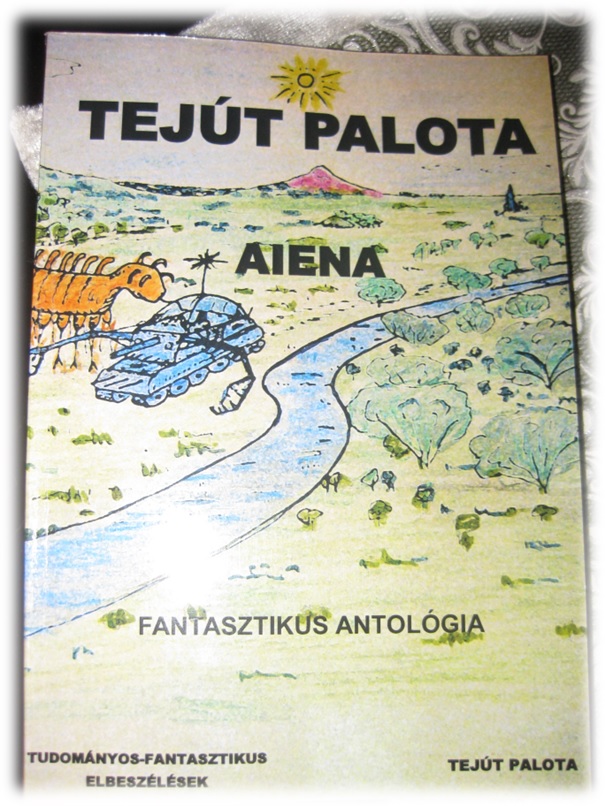 TEJÚT PALOTA
AIENA
FANTASZTIKUS ANTOLÓGIA
TUDOMÁNYOS-FANTASZTIKUS
ELBESZÉLÉSEK
TEJÚT PALOTA